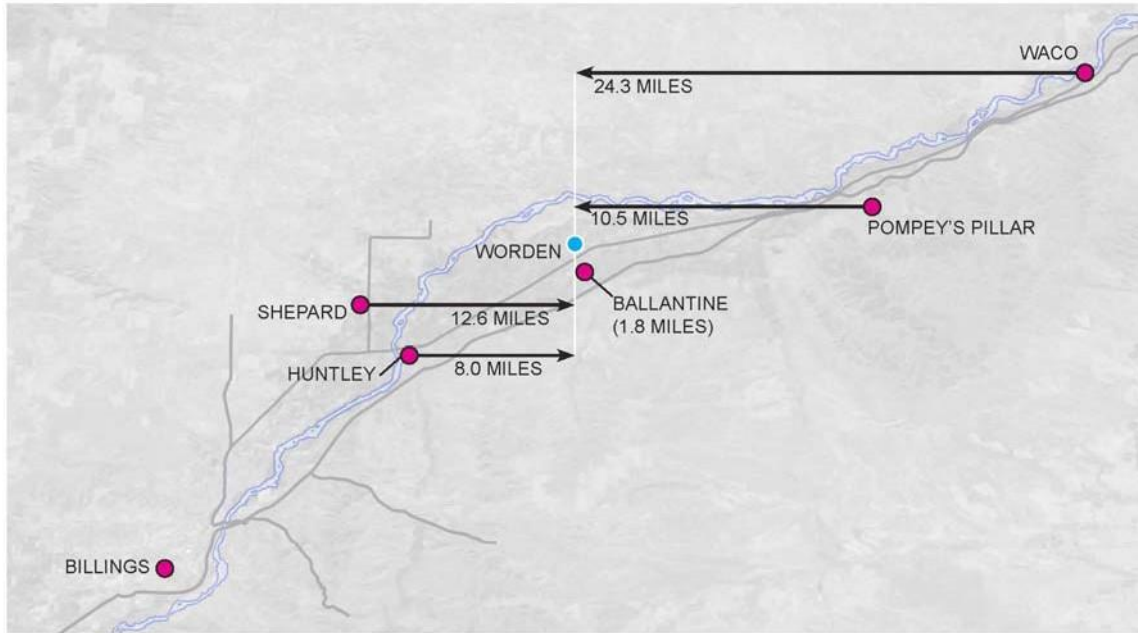 WACO
24.3 MILES
10.5 MILES
POMPEY'S PILLAR
WORDEN
BALLANTINE
(1.8 MILES)
SHEPARD
12.6 MILES
HUNTLEY
8.0 MILES
BILLINGS